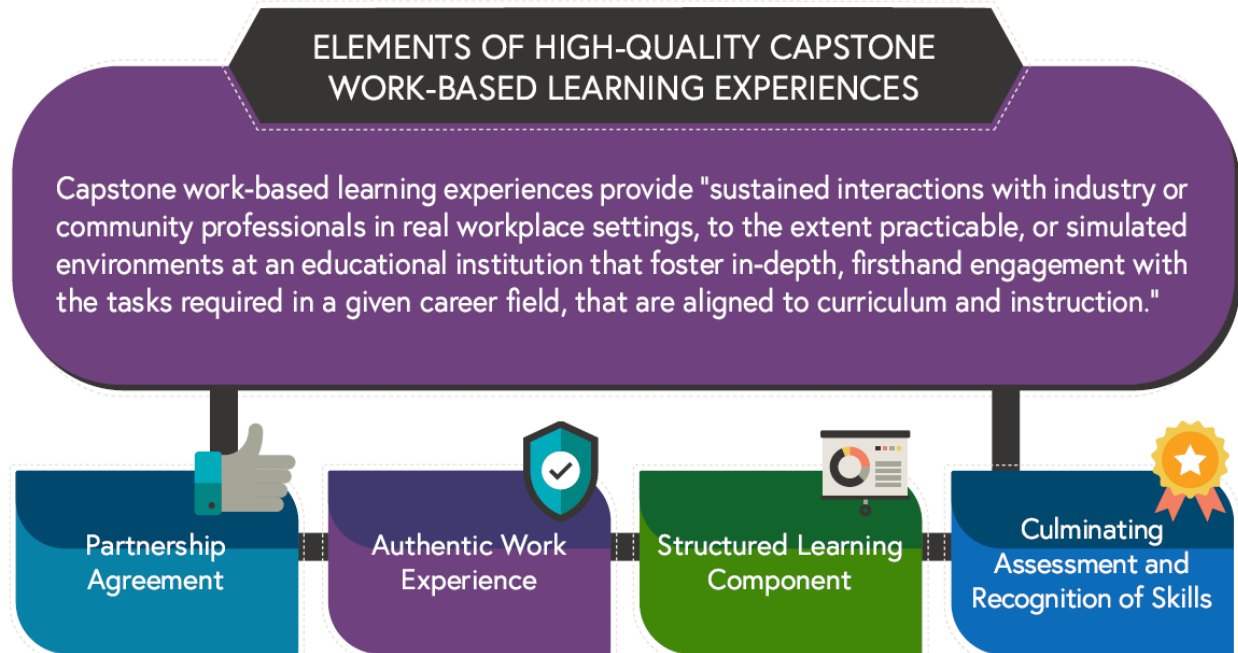 ELEMENTS OF HIGH-QUALITY CAPSTONE
WORK-BASED LEARNING EXPERIENCES
Capstone work-based learning experiences provide "sustained interactions with industry or
community professionals in real workplace settings, to the extent practicable, or simulated
environments at an educational institution that foster in-depth, firsthand engagement with
the tasks required in a given career field, that are aligned to curriculum and instruction."
Partnership
Agreement
Authentic Work
Experience
Structured Learning
Component
Culminating
Assessment and
Recognition of Skills